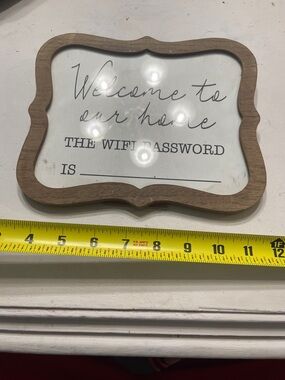 Welcome to
our home
THE WIFI PASSWORD
IS
4 5 6 7 8 9 10 11 12